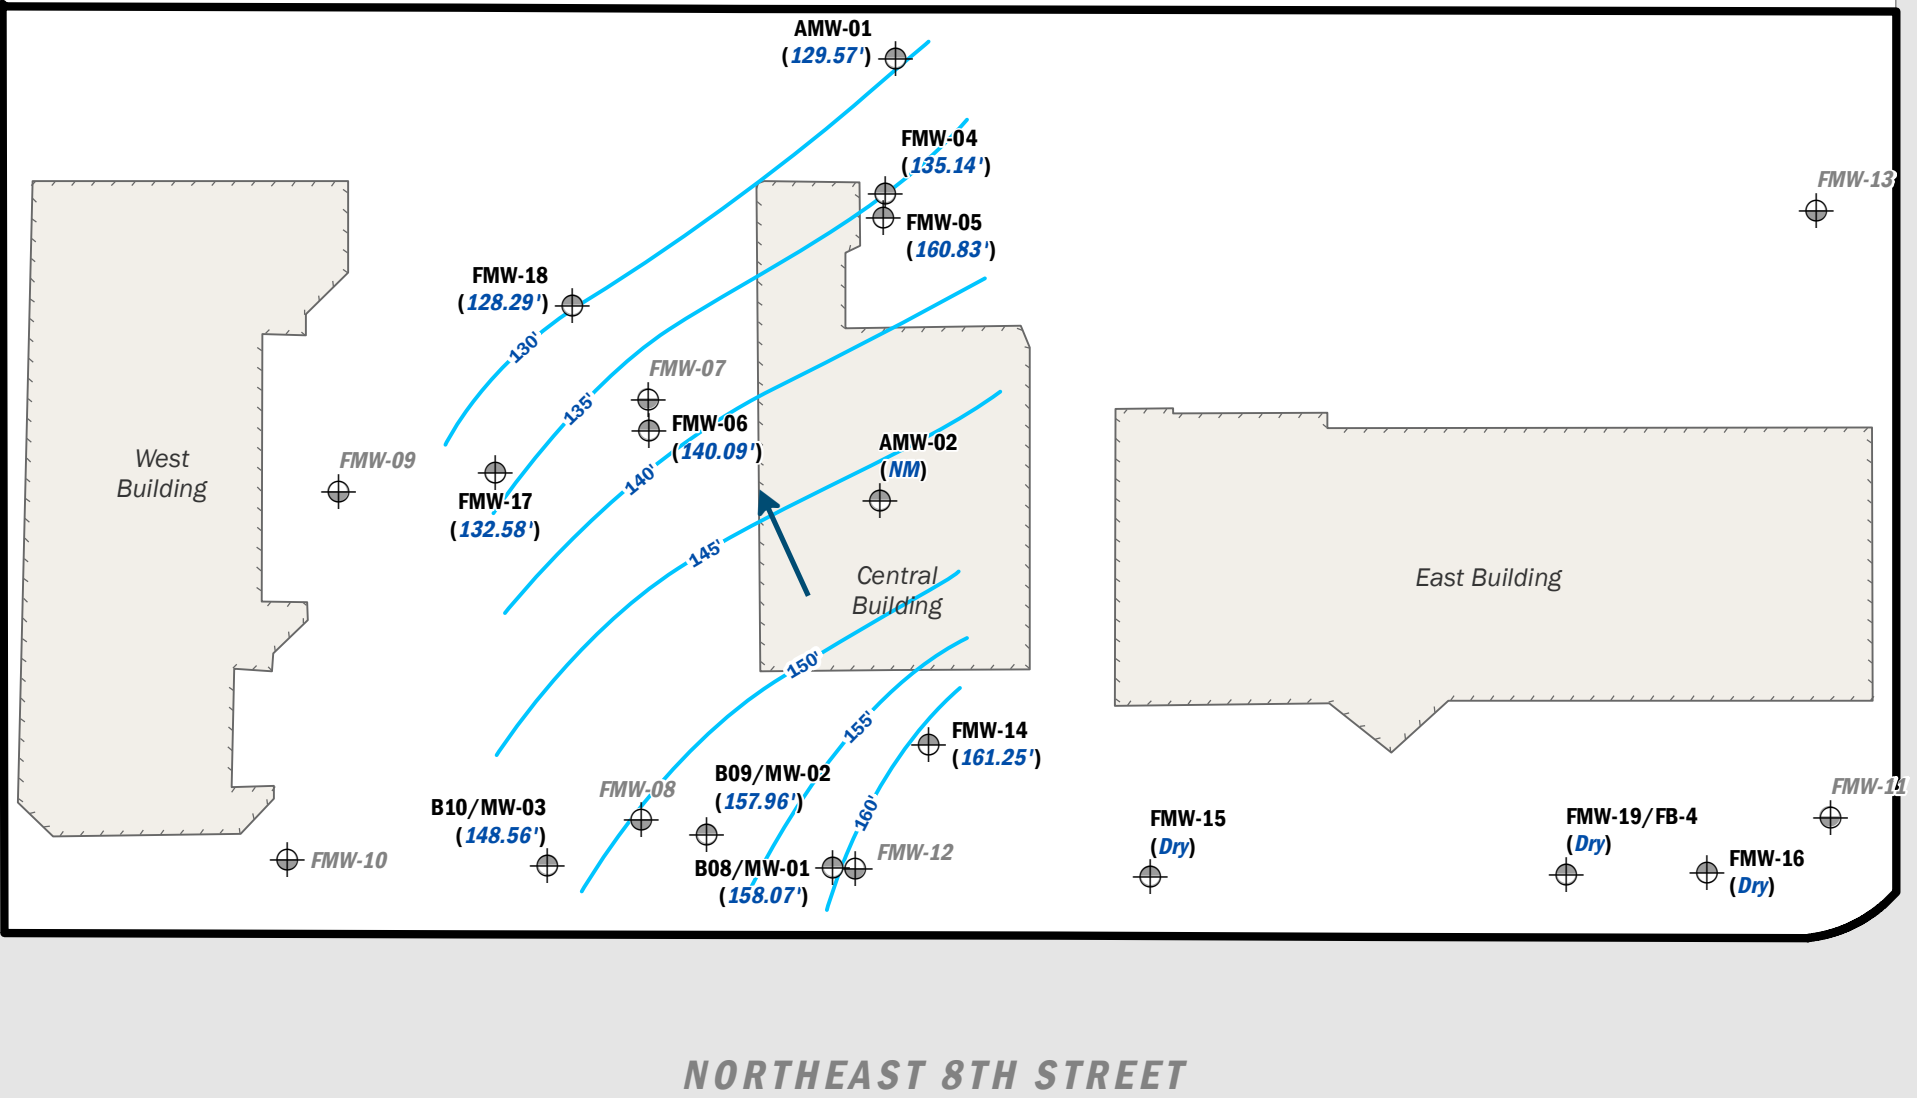 AMW-01
(129.57')
FMW-04
(135.14')
FMW-13
FMW-05
(160.83')
FMW-18
(128.29')
130'
FMW-07
135'
FMW-06
(140.09')
AMW-02
(NM)
West
Building
FMW-09
140'
FMW-17
(132.58')
145'
Central
Building
East Building
150'
155'
FMW-14
(161.25')
B09/MW-02
(157.96')
FMW-08
B10/MW-03
(148.56')
160'
FMW-15
(Dry)
FMW-19/FB-4
(Dry)
FMW-11
FMW-10
B08/MW-01
(158.07')
FMW-12
FMW-16
(Dry)
NORTHEAST 8TH STREET